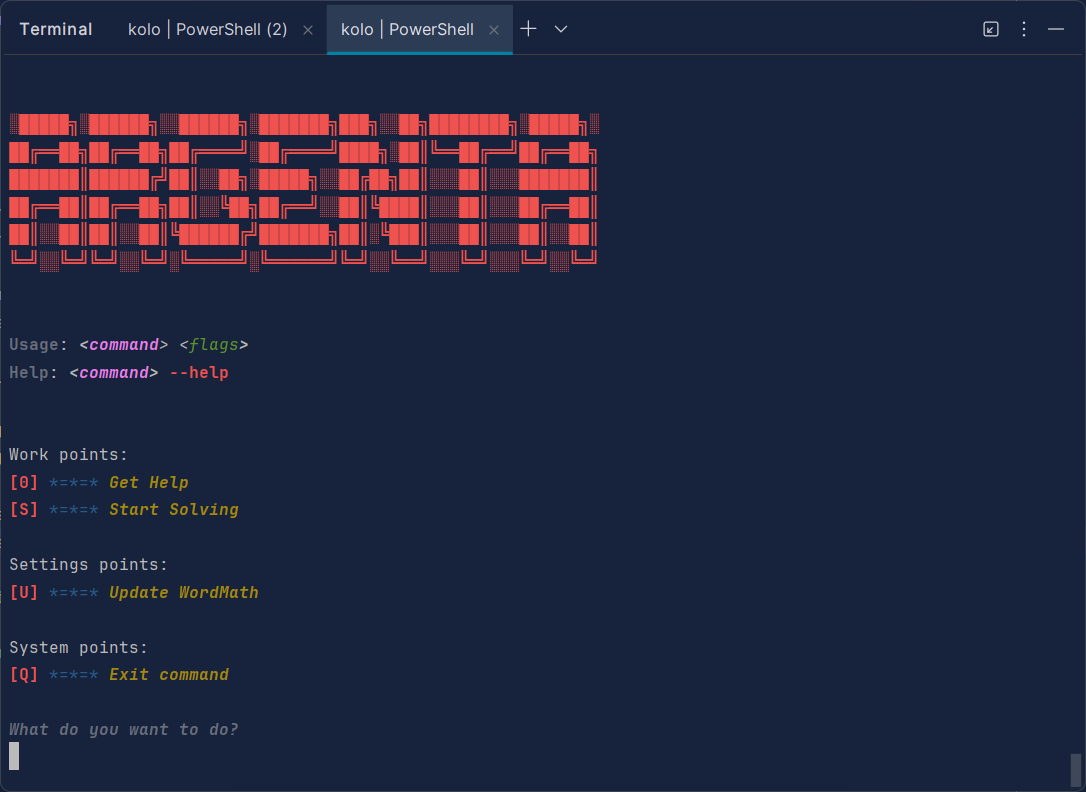 Terminal kolo | PowerShell (2) kolo | PowerShell
ARGENTA
Usage: <command> <flags>
Help: <command> --help
Work points:
[0] *=*=* Get Help
[S] *=*=* Start Solving
Settings points:
[U] *=*=* Update WordMath
System points:
[Q] *=*=* Exit command
What do you want to do?